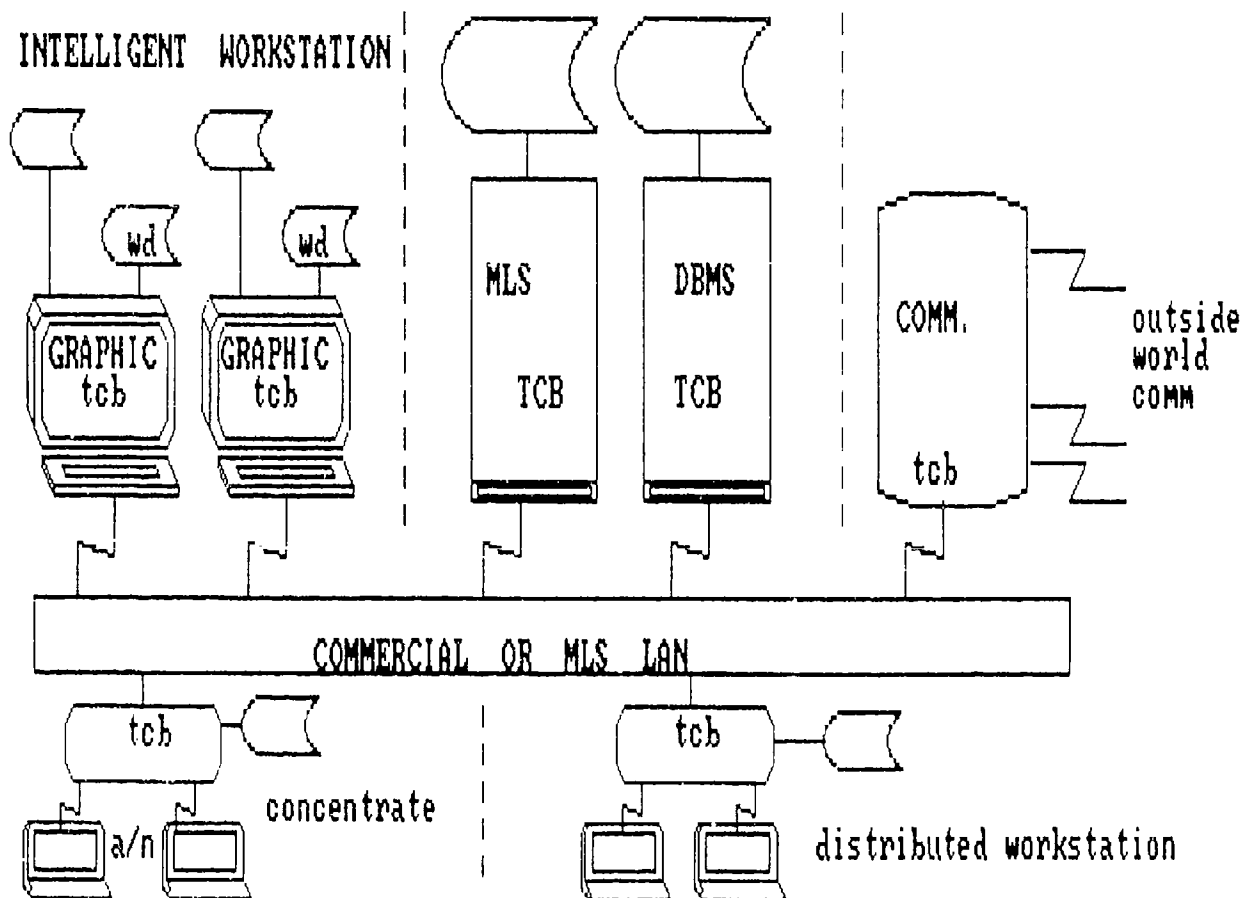 INTELLIGENT WORKSTATION
wd
wd
GRAPHIC
tcb
GRAPHIC
tcb
MLS
TCB
DBMS
TCB
COMM.
tcb
outside
world
comm
COMMERCIAL OR MLS LAN
tcb
concentrate
a/n
tcb
distributed workstation